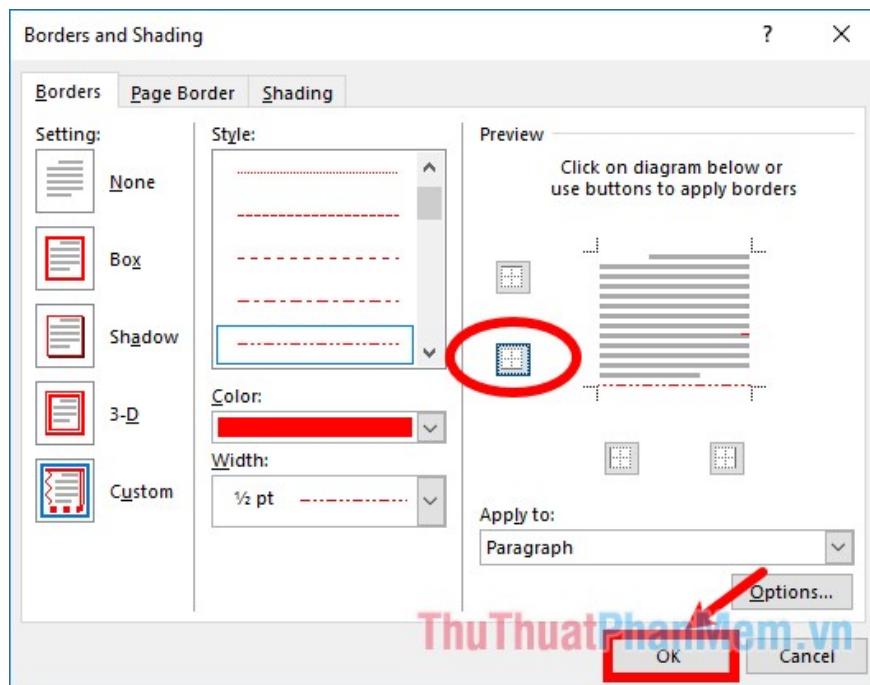 Borders and Shading
?
Borders
Page Border
Shading
Setting:
None
Box
Shadow
3-D
Custom
Style:
Color:
Width:
½ pt
Preview
Click on diagram below or
use buttons to apply borders
Apply to:
Paragraph
Options...
ThuThuatPhanMem.vn
OK
Cancel